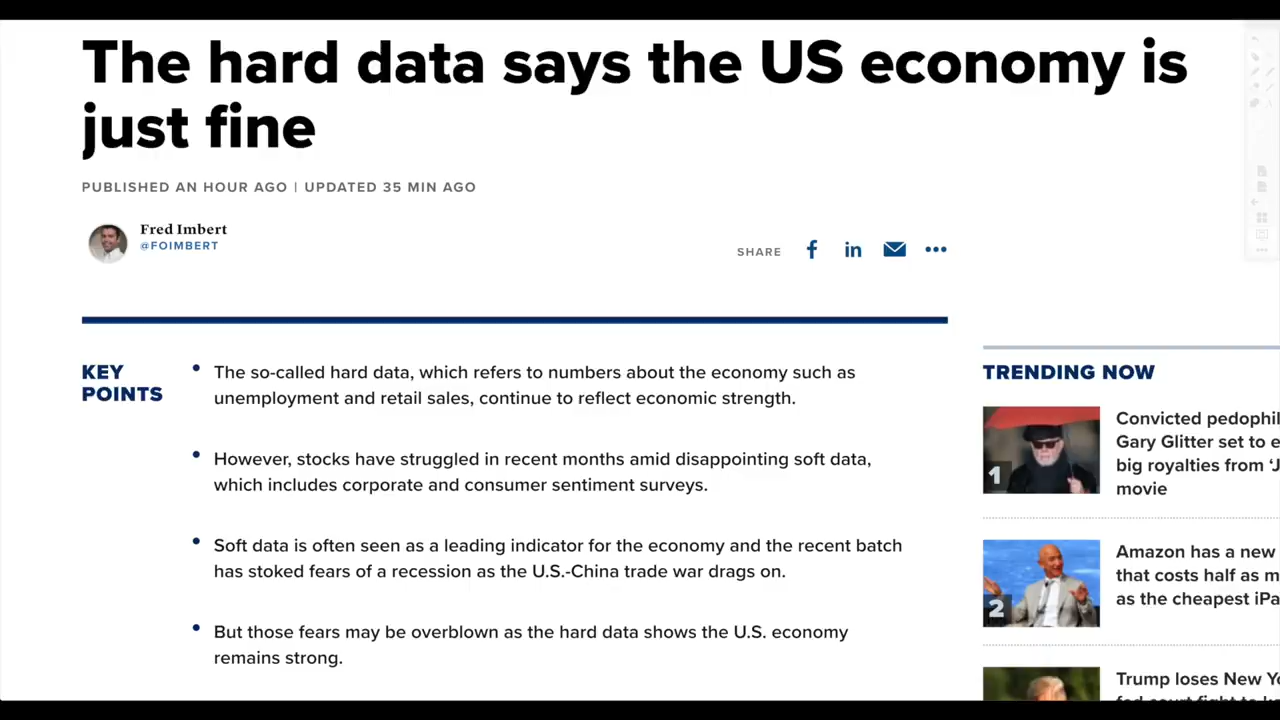 The hard data says the US economy is
just fine
PUBLISHED AN HOUR AGO | UPDATED 35 MIN AGO
Fred Imbert
@FOIMBERT
SHARE
KEY
POINTS
• The so-called hard data, which refers to numbers about the economy such as
unemployment and retail sales, continue to reflect economic strength.
• However, stocks have struggled in recent months amid disappointing soft data,
which includes corporate and consumer sentiment surveys.
• Soft data is often seen as a leading indicator for the economy and the recent batch
has stoked fears of a recession as the U.S.-China trade war drags on.
• But those fears may be overblown as the hard data shows the U.S. economy
remains strong.
TRENDING NOW
1
Convicted pedophil
Gary Glitter set to e
big royalties from ‘J
movie
2
Amazon has a new
that costs half as m
as the cheapest iPa
Trump loses New Yo